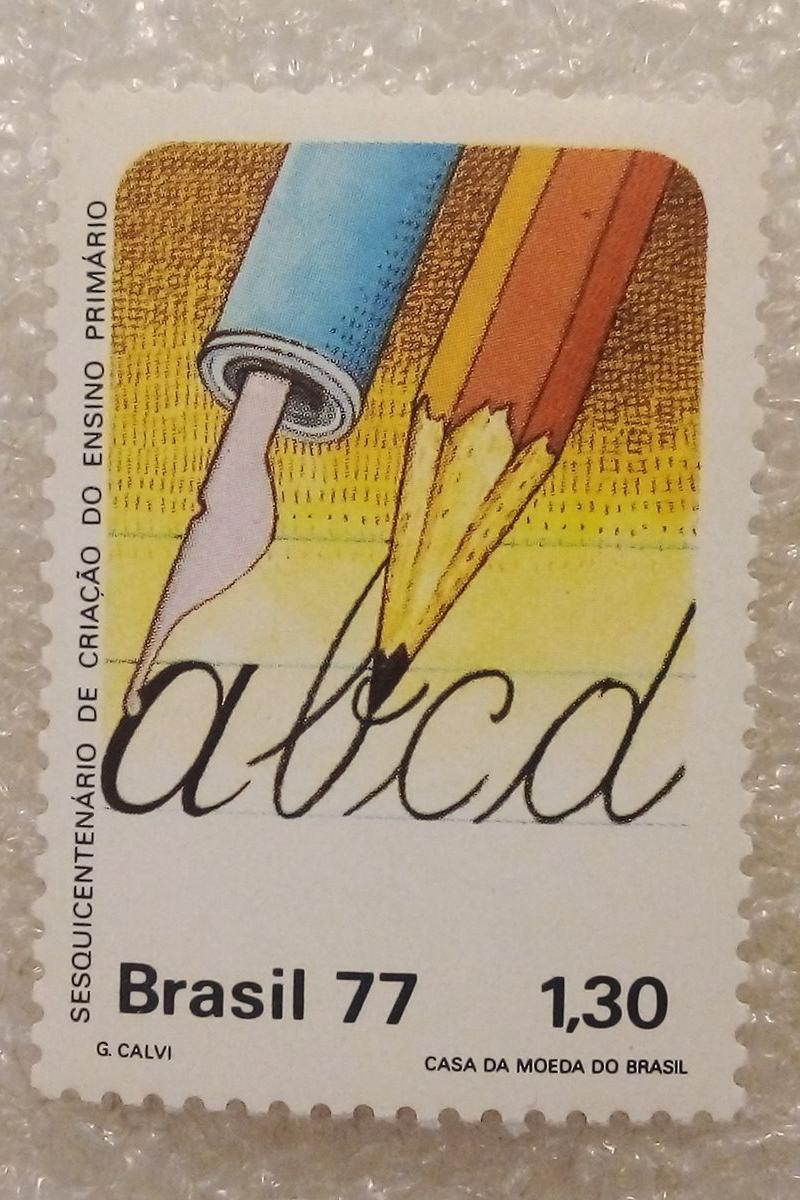 SESQUICENTENÁRIO DE CRIAÇÃO DO ENSINO PRIMÁRIO
abcd
Brasil 77 1,30
G. CALVI
CASA DA MOEDA DO BRASIL